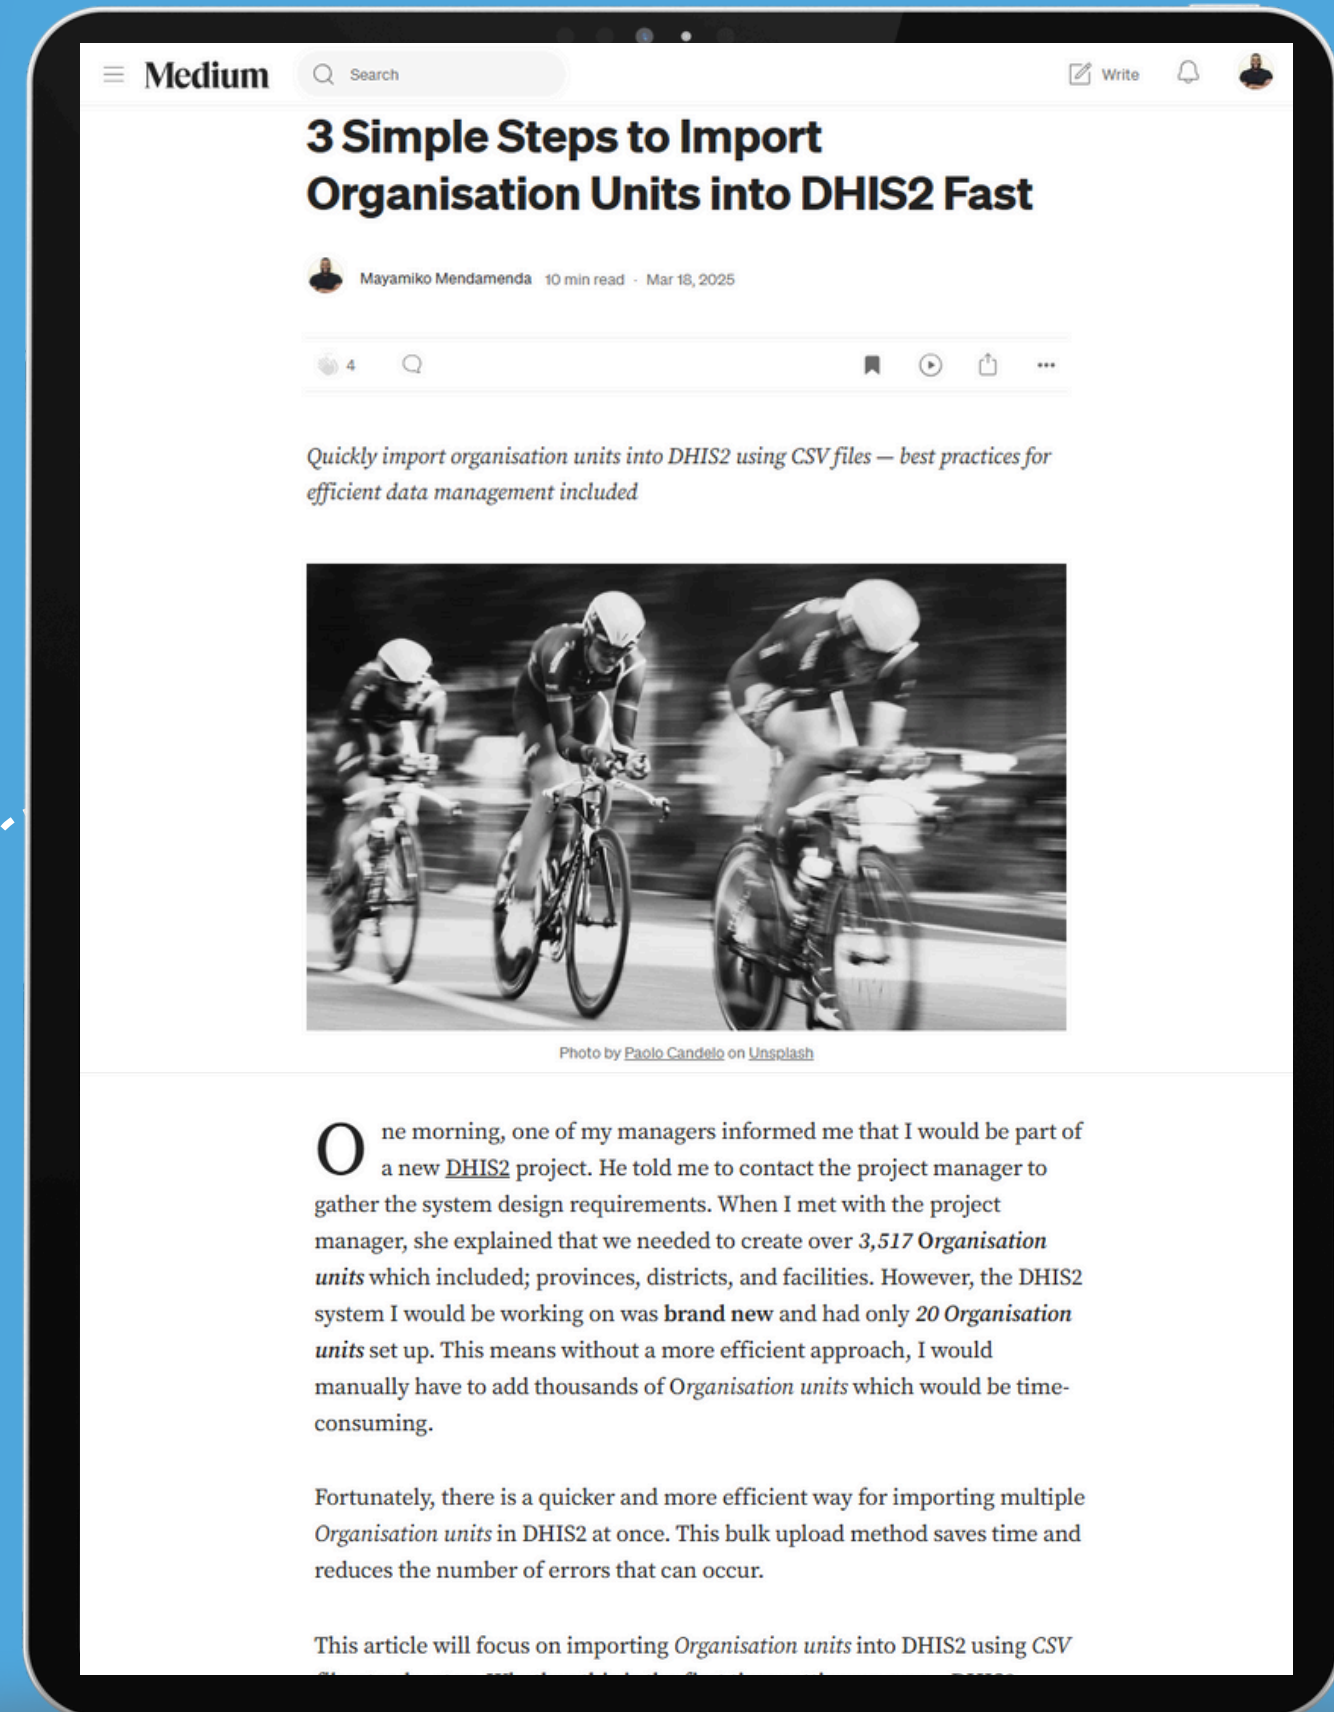 Medium
Search
Write
3 Simple Steps to Import
Organisation Units into DHIS2 Fast
Mayamiko Mendamenda 10 min read · Mar 18, 2025
4
Quickly import organisation units into DHIS2 using CSV files — best practices for
efficient data management included
Photo by Paolo Candelo on Unsplash
One morning, one of my managers informed me that I would be part of
a new DHIS2 project. He told me to contact the project manager to
gather the system design requirements. When I met with the project
manager, she explained that we needed to create over 3,517 Organisation
units which included; provinces, districts, and facilities. However, the DHIS2
system I would be working on was brand new and had only 20 Organisation
units set up. This means without a more efficient approach, I would
manually have to add thousands of Organisation units which would be time-
consuming.
Fortunately, there is a quicker and more efficient way for importing multiple
Organisation units in DHIS2 at once. This bulk upload method saves time and
reduces the number of errors that can occur.
This article will focus on importing Organisation units into DHIS2 using CSV